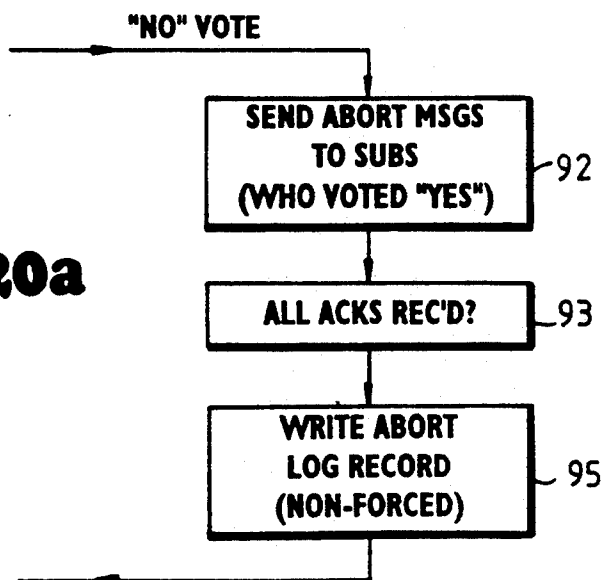 "NO" VOTE
SEND ABORT MSGS
TO SUBS
(WHO VOTED "YES")
92
20a
ALL ACKS REC'D?
93
WRITE ABORT
LOG RECORD
(NON-FORCED)
95